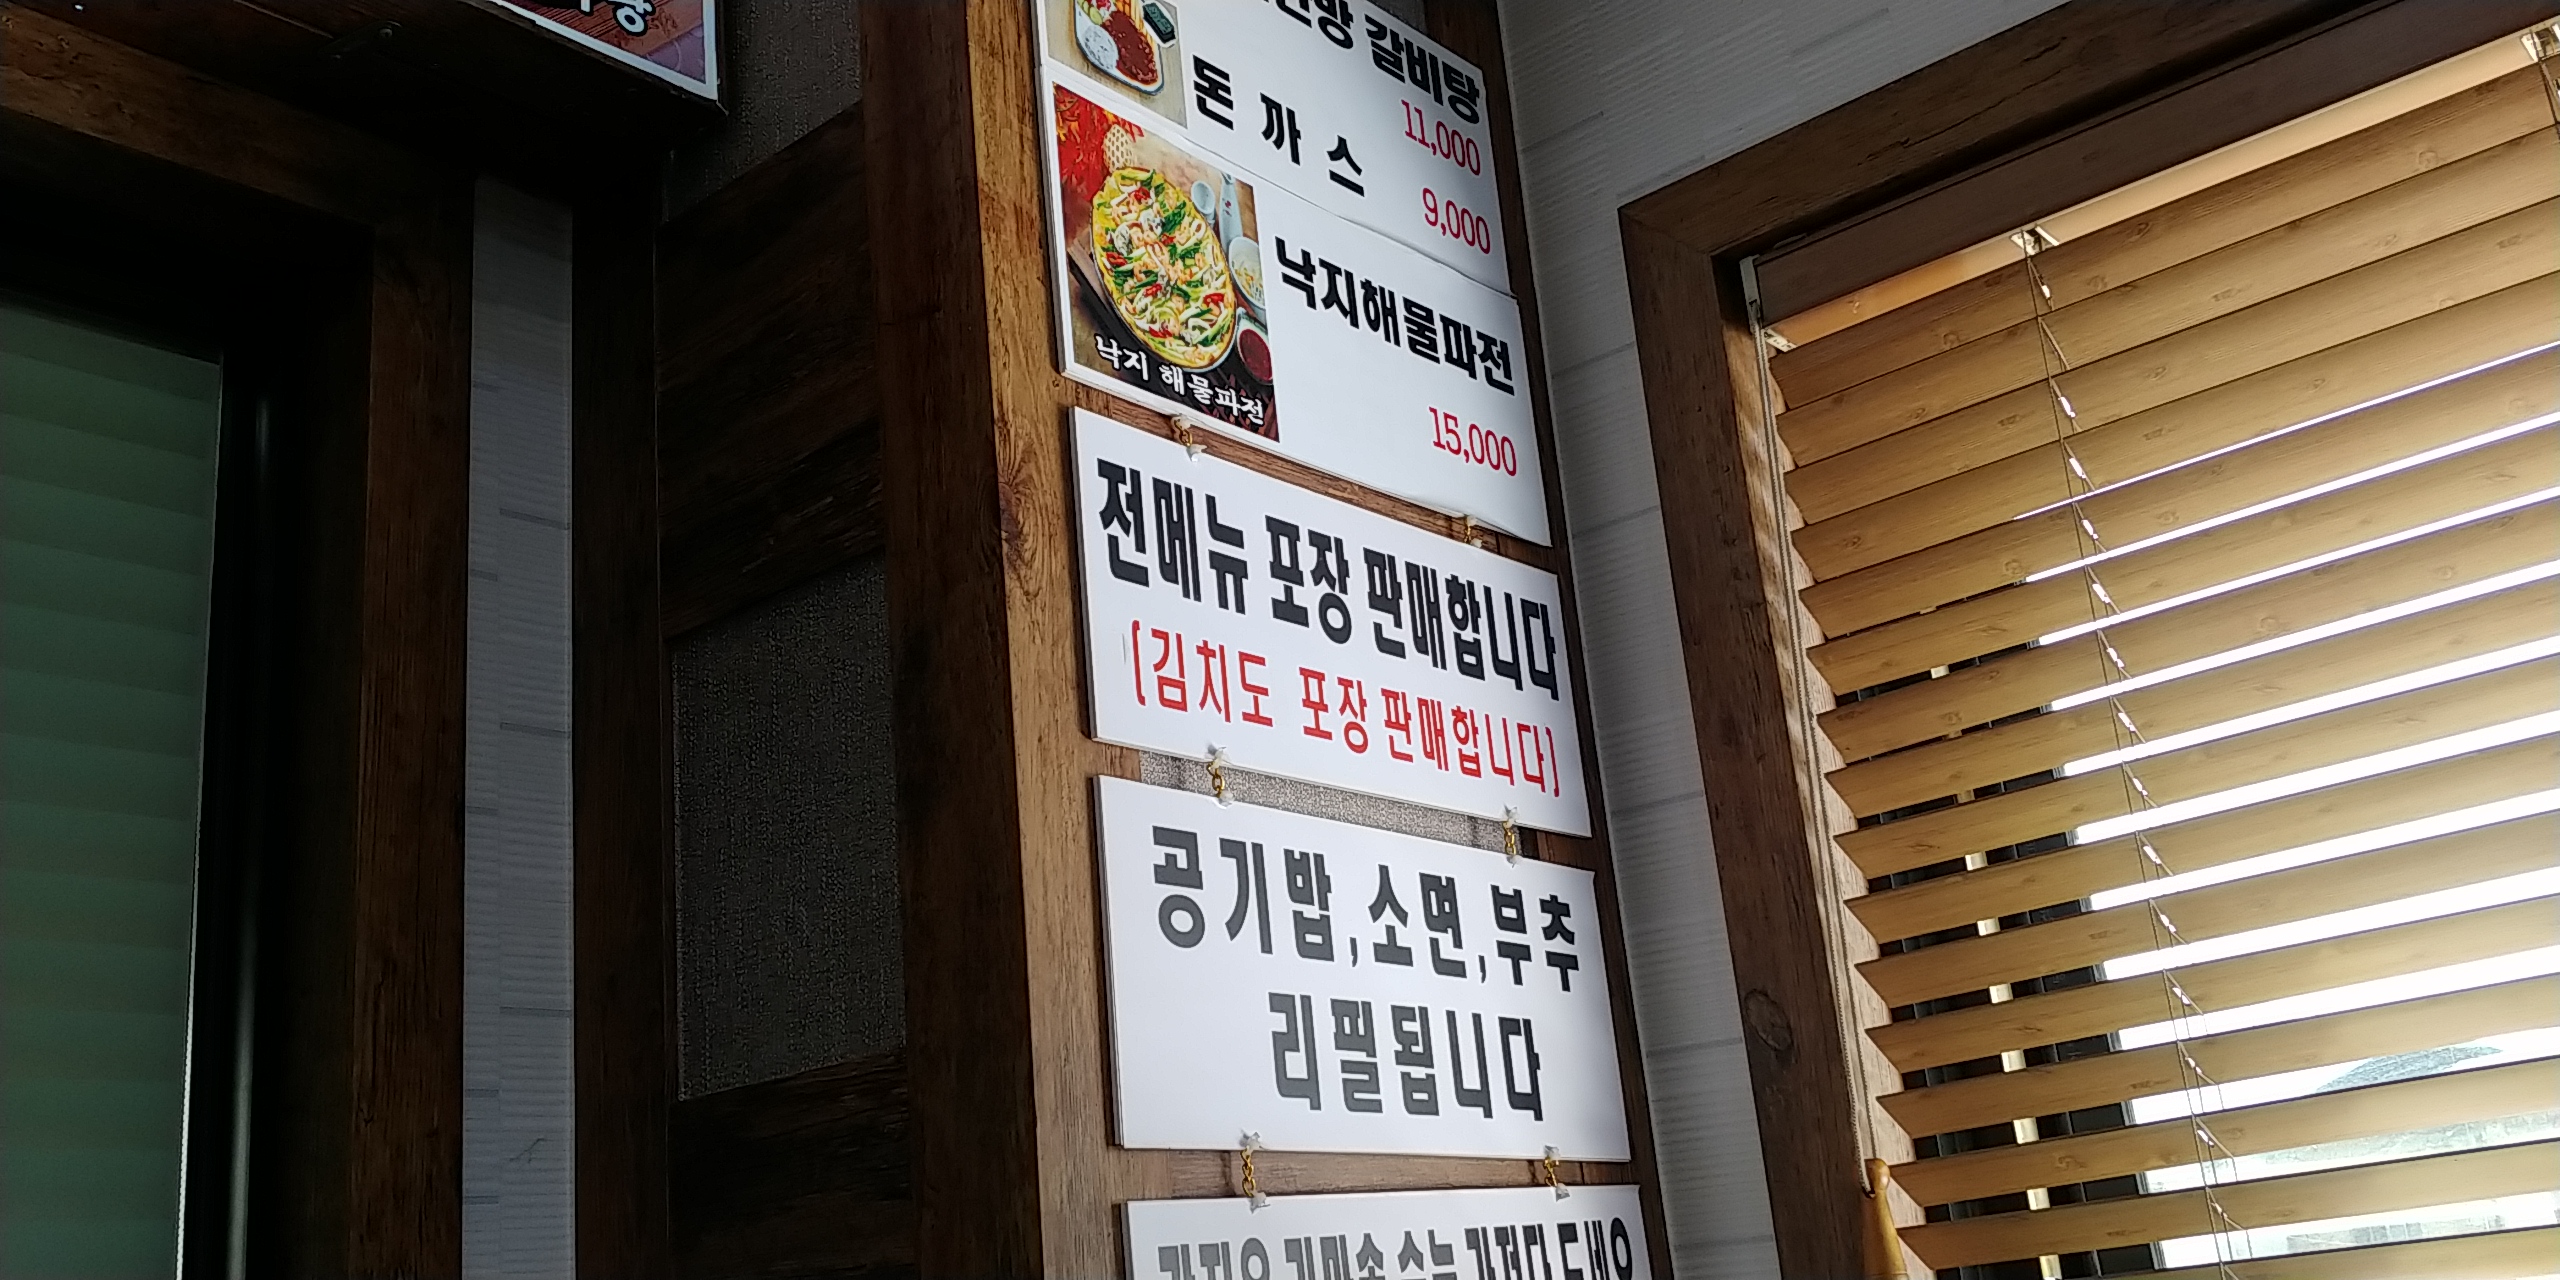 갈비탕
11,000
돈까스
9,000
낙지해물파전
15,000
낙지 해물파전
전메뉴 포장 판매합니다
(김치도 포장 판매합니다)
공기밥,소면,부추
리필됩니다